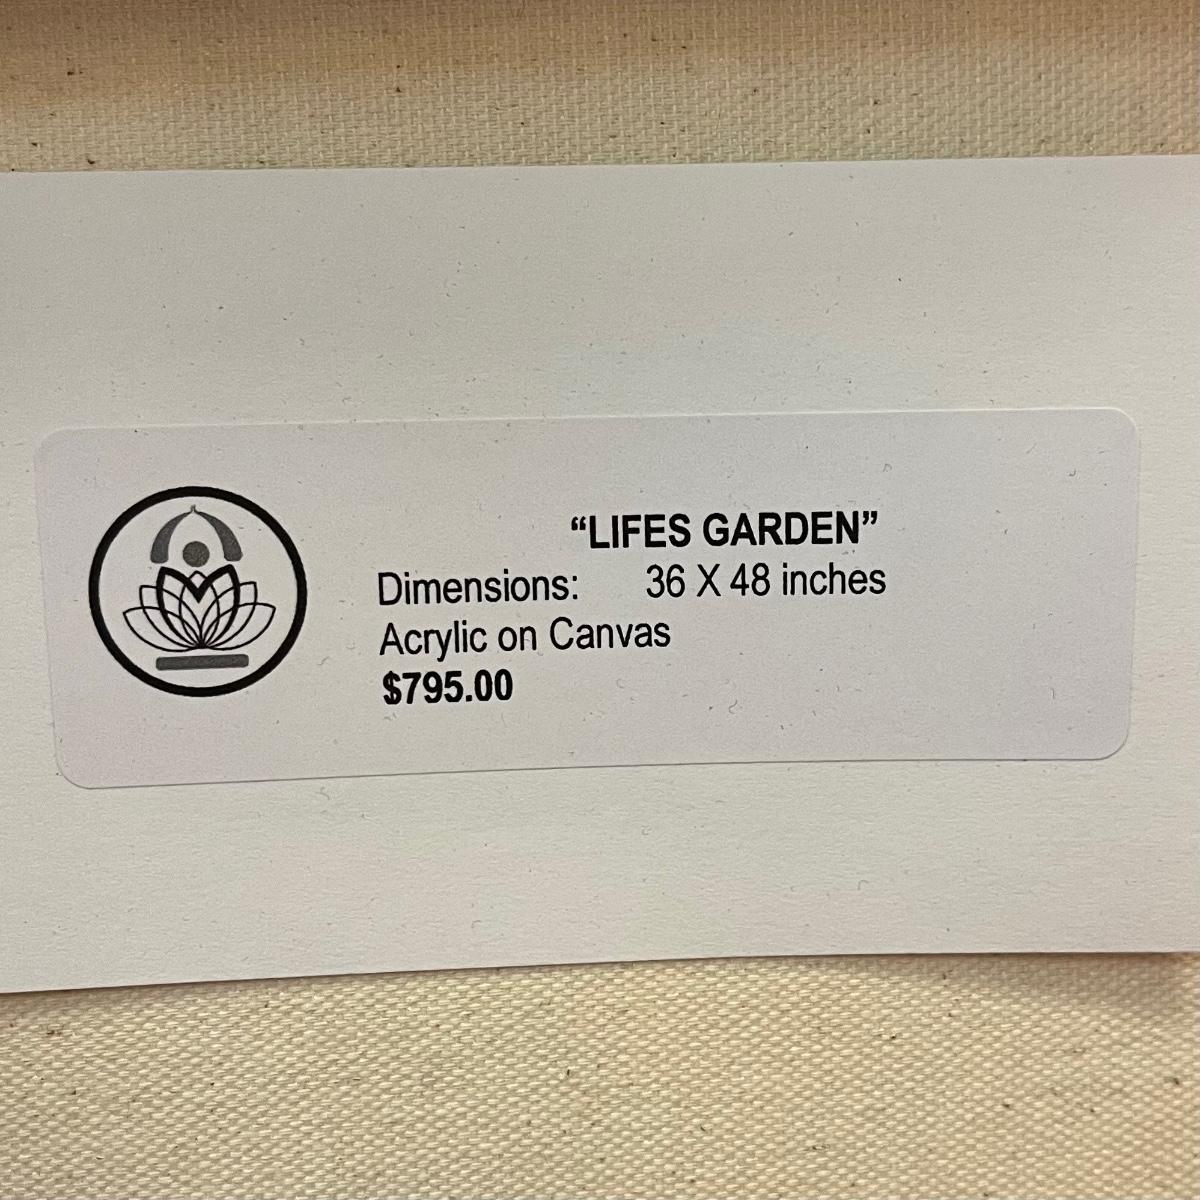 “LIFES GARDEN”
Dimensions: 36 X 48 inches
Acrylic on Canvas
$795.00